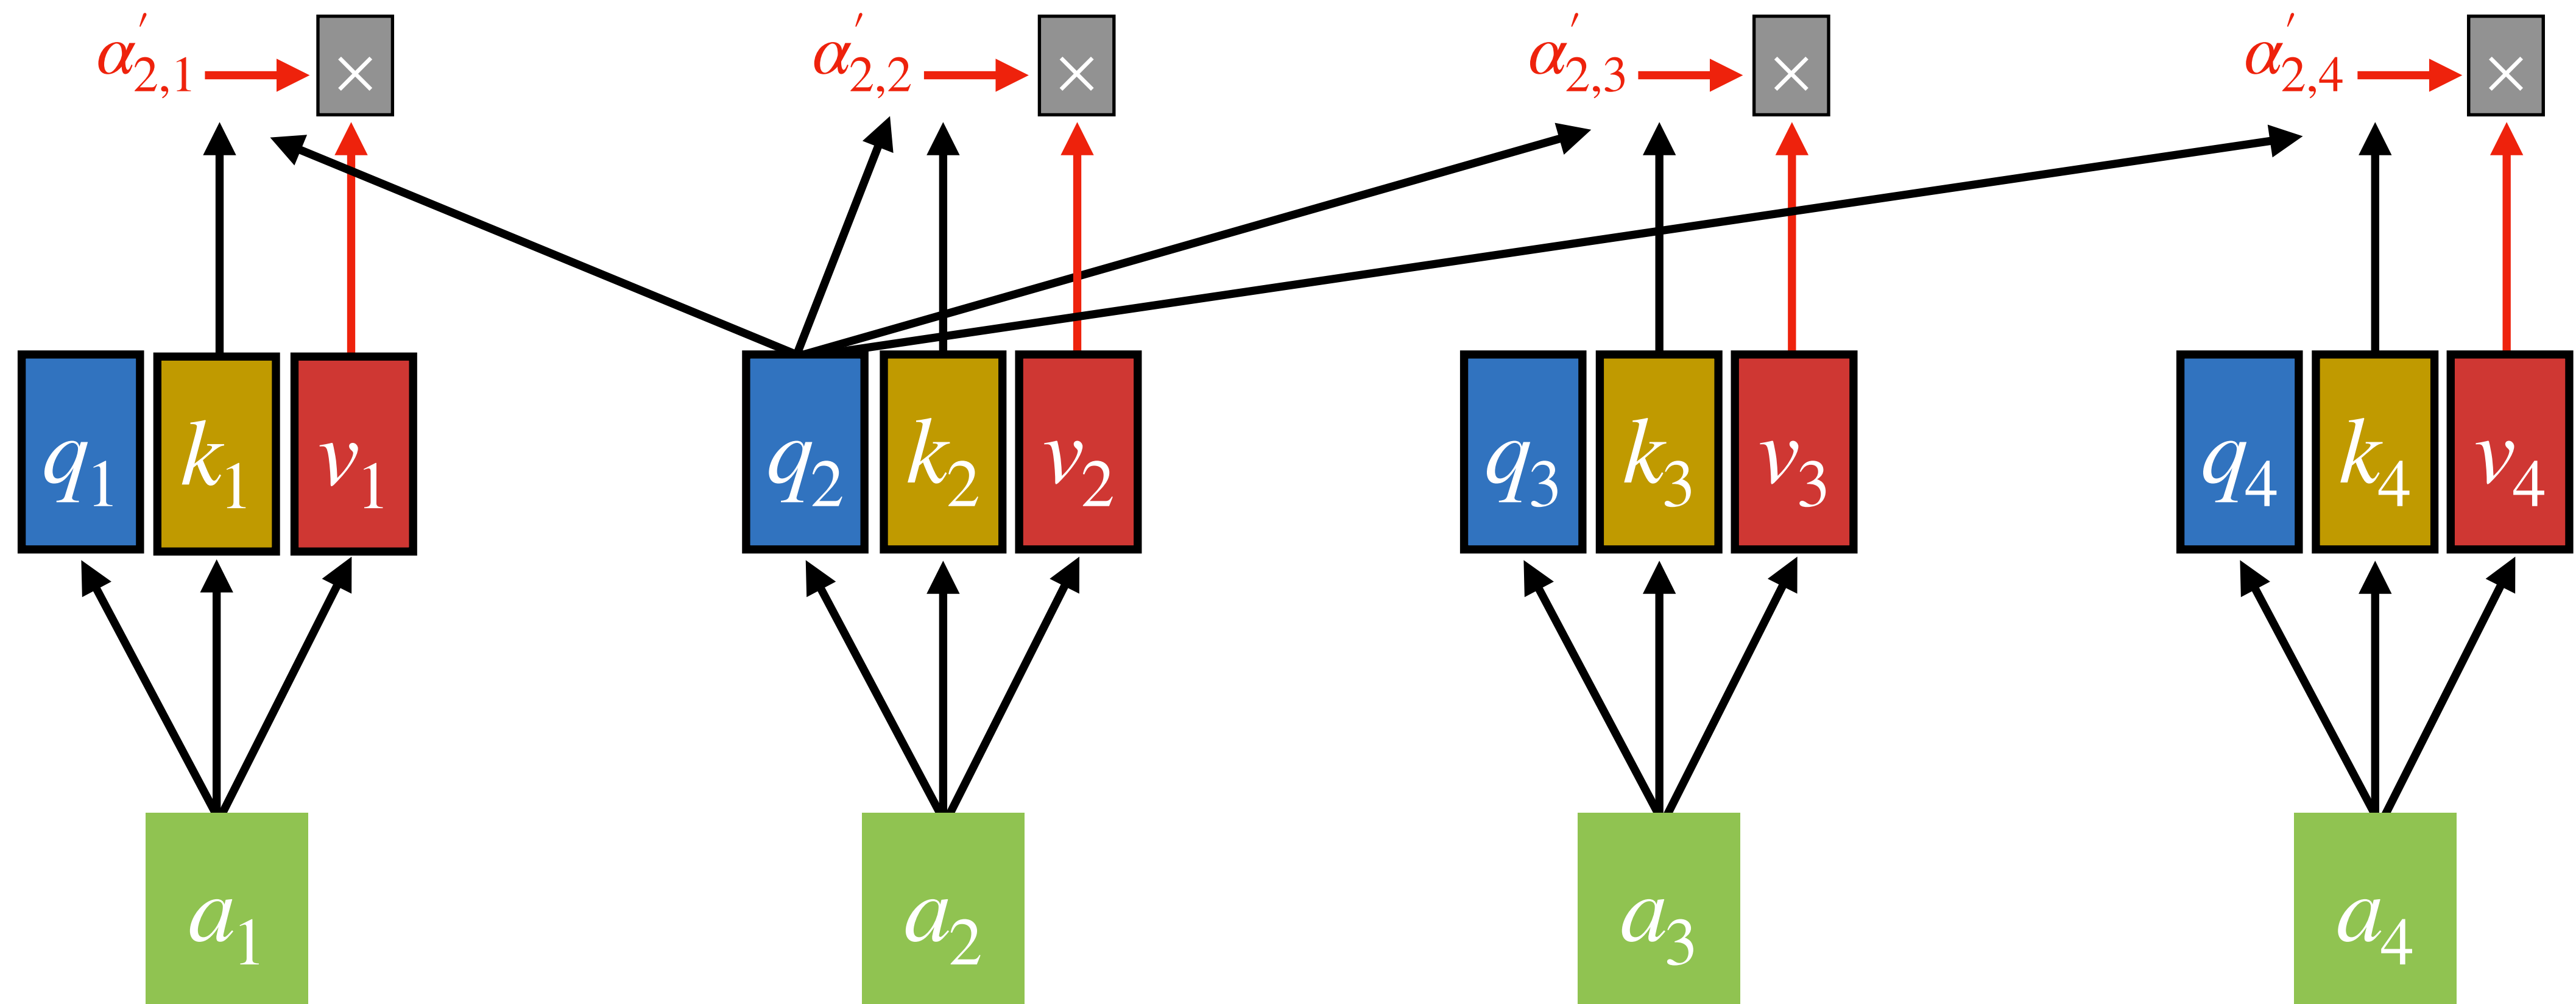 α′2,1 × α′2,2 × α′2,3 × α′2,4 ×
q1 k1 v1 q2 k2 v2 q3 k3 v3 q4 k4 v4
a1 a2 a3 a4